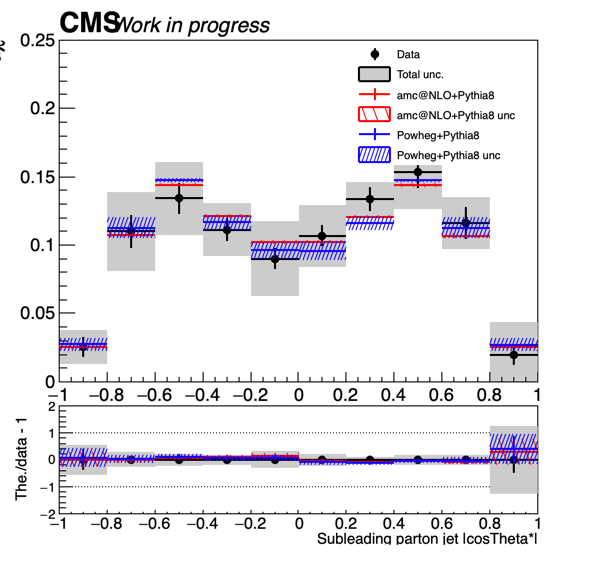 CMS Work in progress
0.25
Data
Total unc.
0.2
amc@NLO+Pythia8
amc@NLO+Pythia8 unc
Powheg+Pythia8
Powheg+Pythia8 unc
0.15
0.1
0.05
0
−1 −0.8 −0.6 −0.4 −0.2 0 0.2 0.4 0.6 0.8 1
The./data - 1
2
1
0
−1
−2
−1 −0.8 −0.6 −0.4 −0.2 0 0.2 0.4 0.6 0.8 1
Subleading parton jet lcosTheta*l